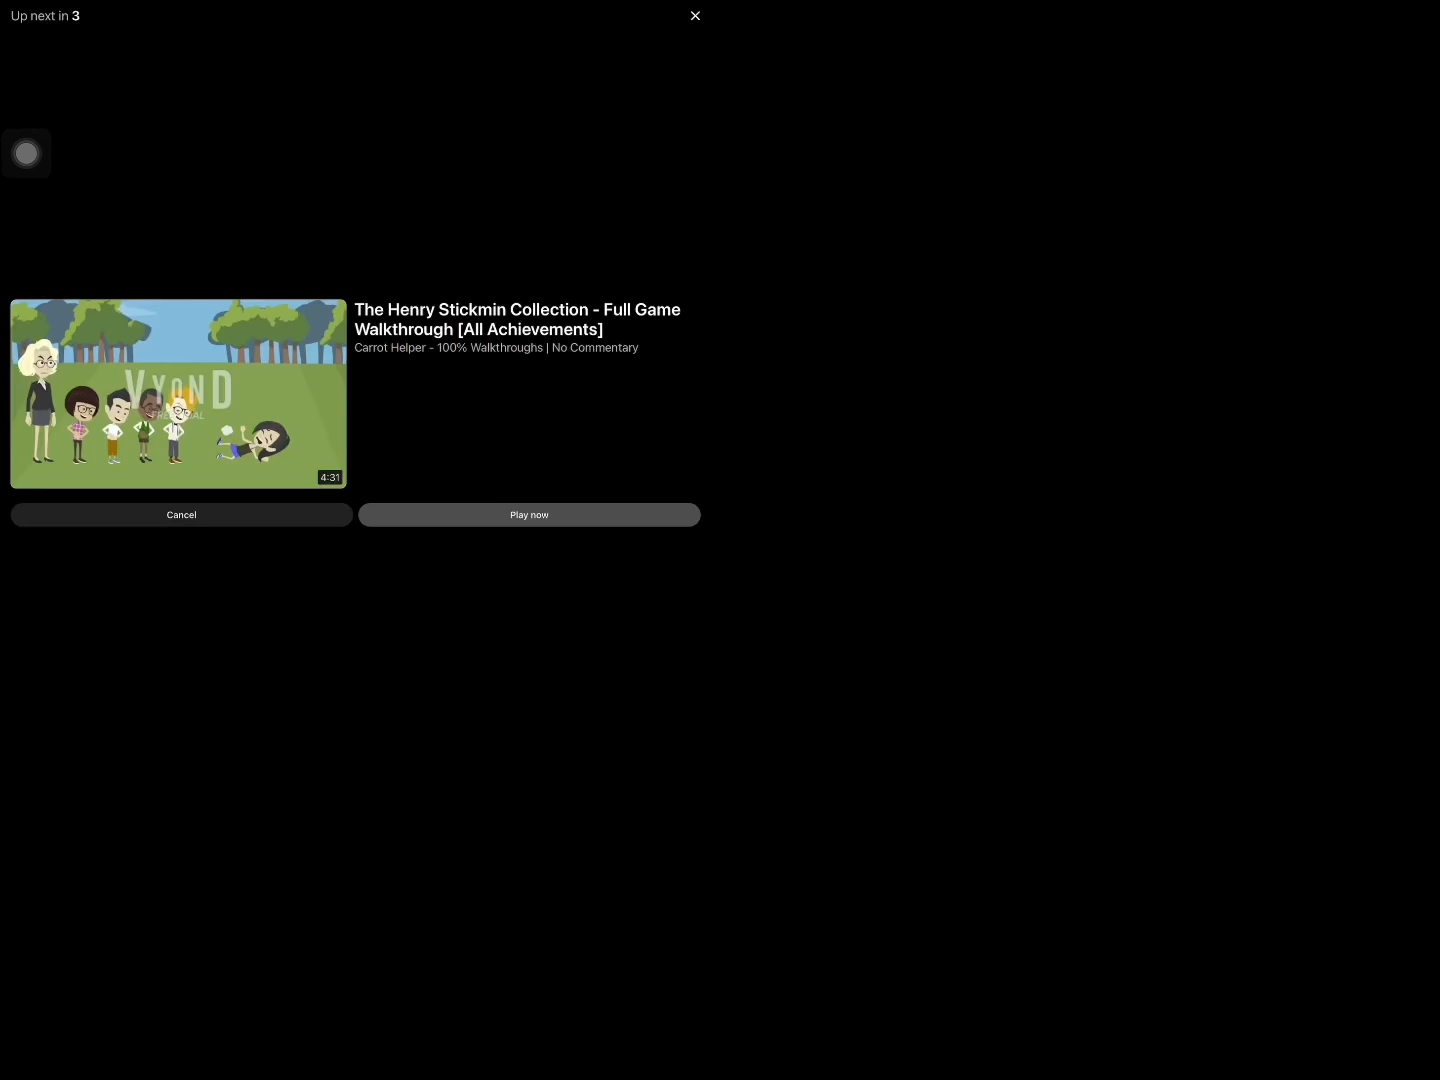 Up next in 3
The Henry Stickmin Collection - Full Game
Walkthrough [All Achievements]
Carrot Helper - 100% Walkthroughs | No Commentary
VYOND
4:31
Cancel
Play now